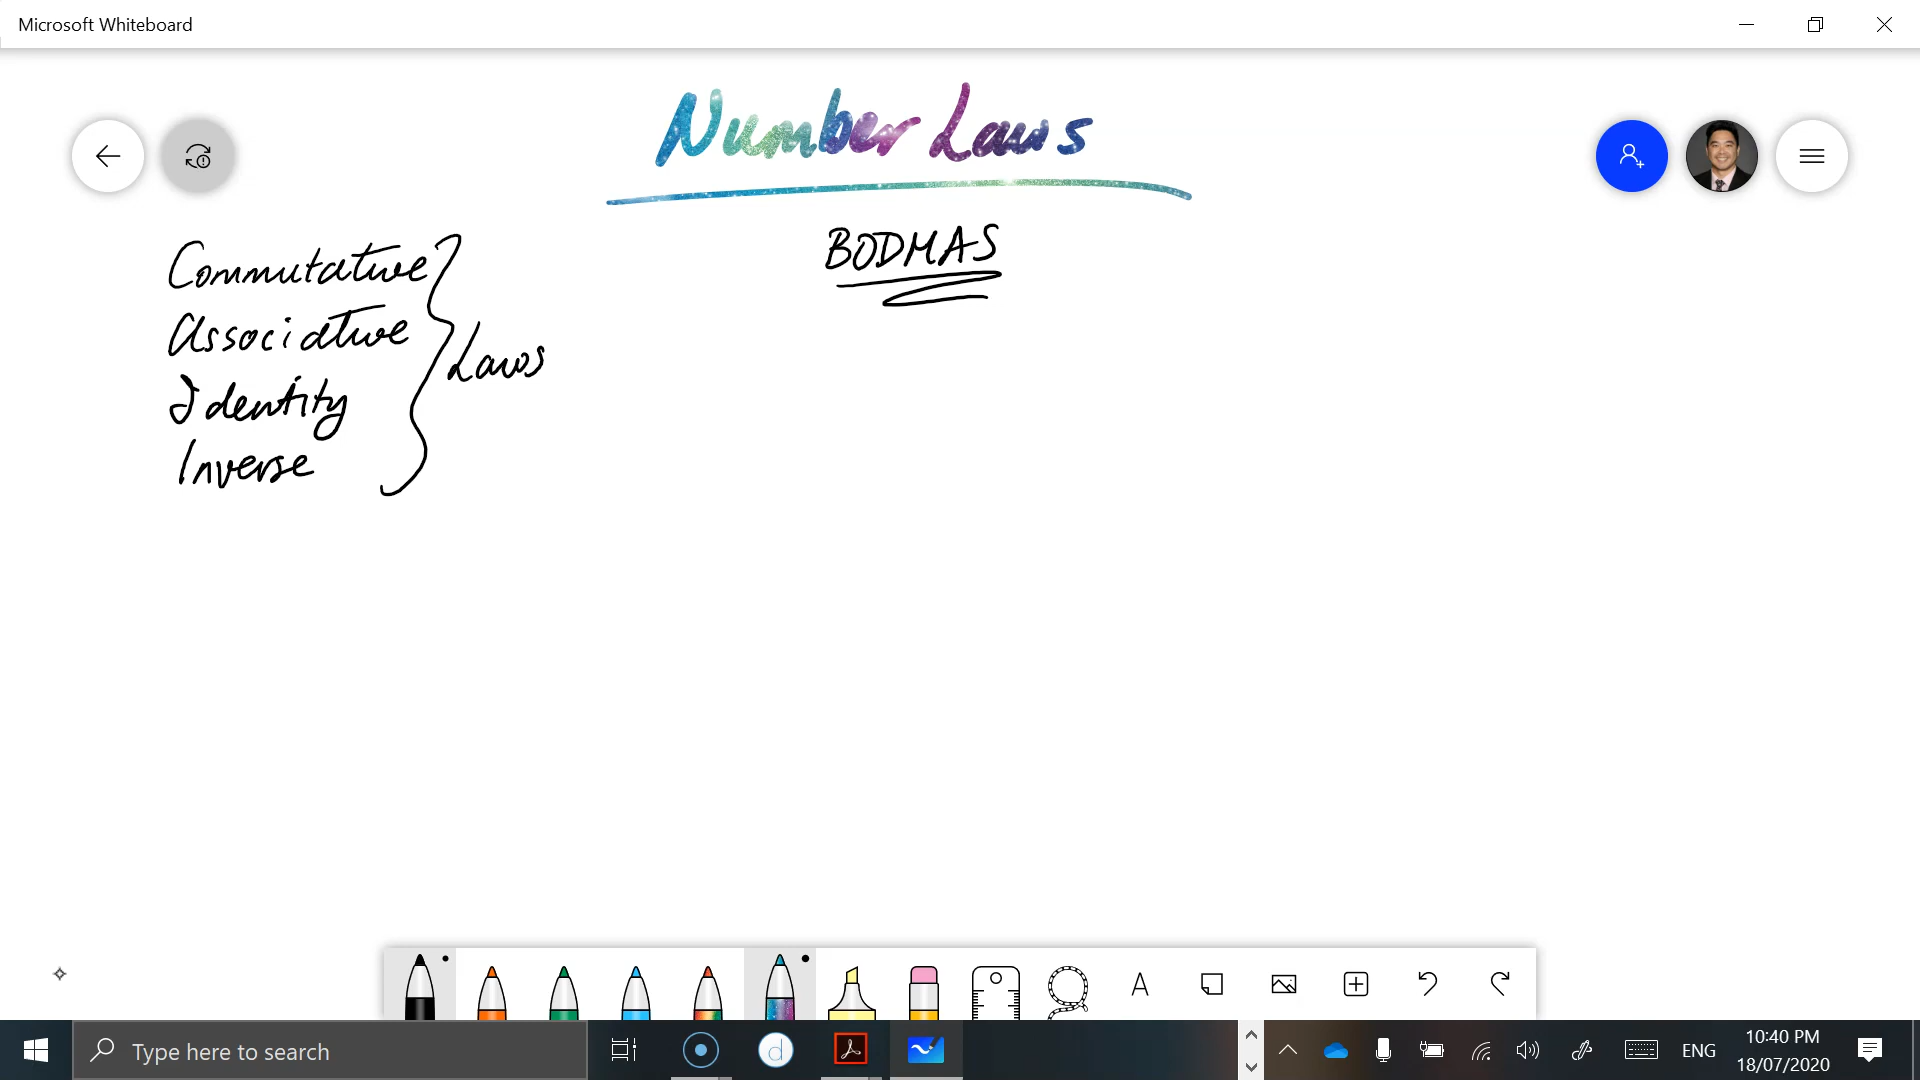 Microsoft Whiteboard
Number Laws
BODMAS
Commutative
Associative
Identity
Inverse
Laws
A
Type here to search
d
ENG
10:40 PM
18/07/2020